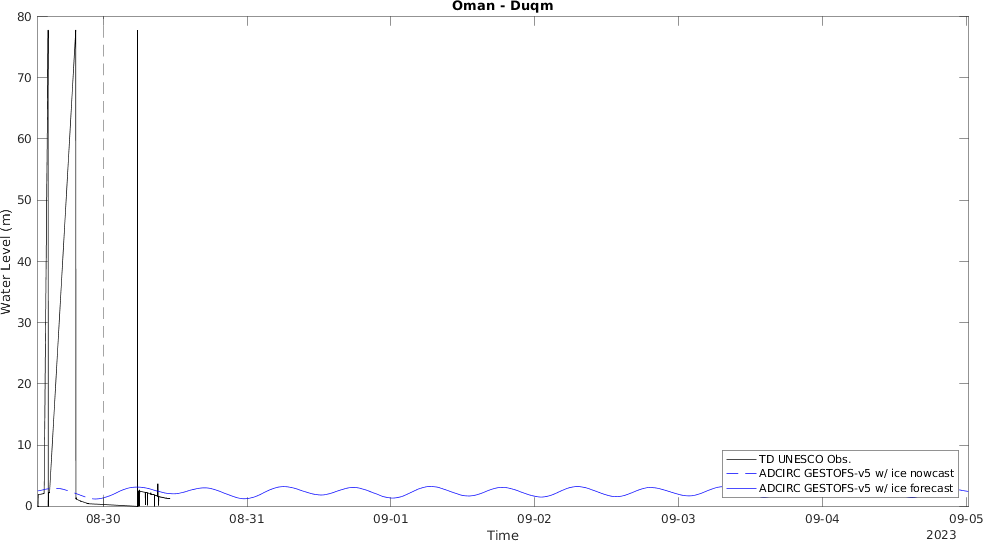 Oman - Duqm
80
70
60
50
40
30
20
10
0
Water Level (m)
TD UNESCO Obs.
ADCIRC GESTOFS-v5 w/ ice nowcast
ADCIRC GESTOFS-v5 w/ ice forecast
08-30 08-31 09-01 09-02 09-03 09-04 09-05
Time
2023